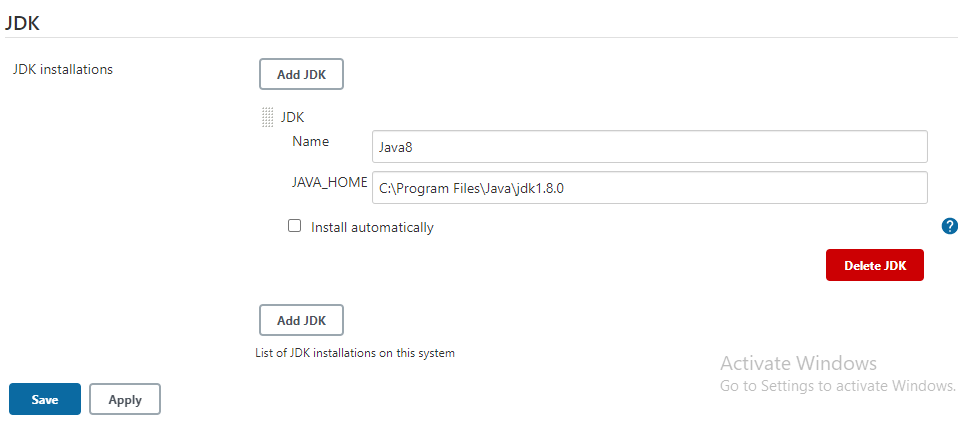 JDK
JDK installations
Add JDK
JDK
Name
Java8
JAVA_HOME
C:\Program Files\Java\jdk1.8.0
Install automatically
?
Delete JDK
Add JDK
List of JDK installations on this system
Activate Windows
Go to Settings to activate Windows.
Save
Apply